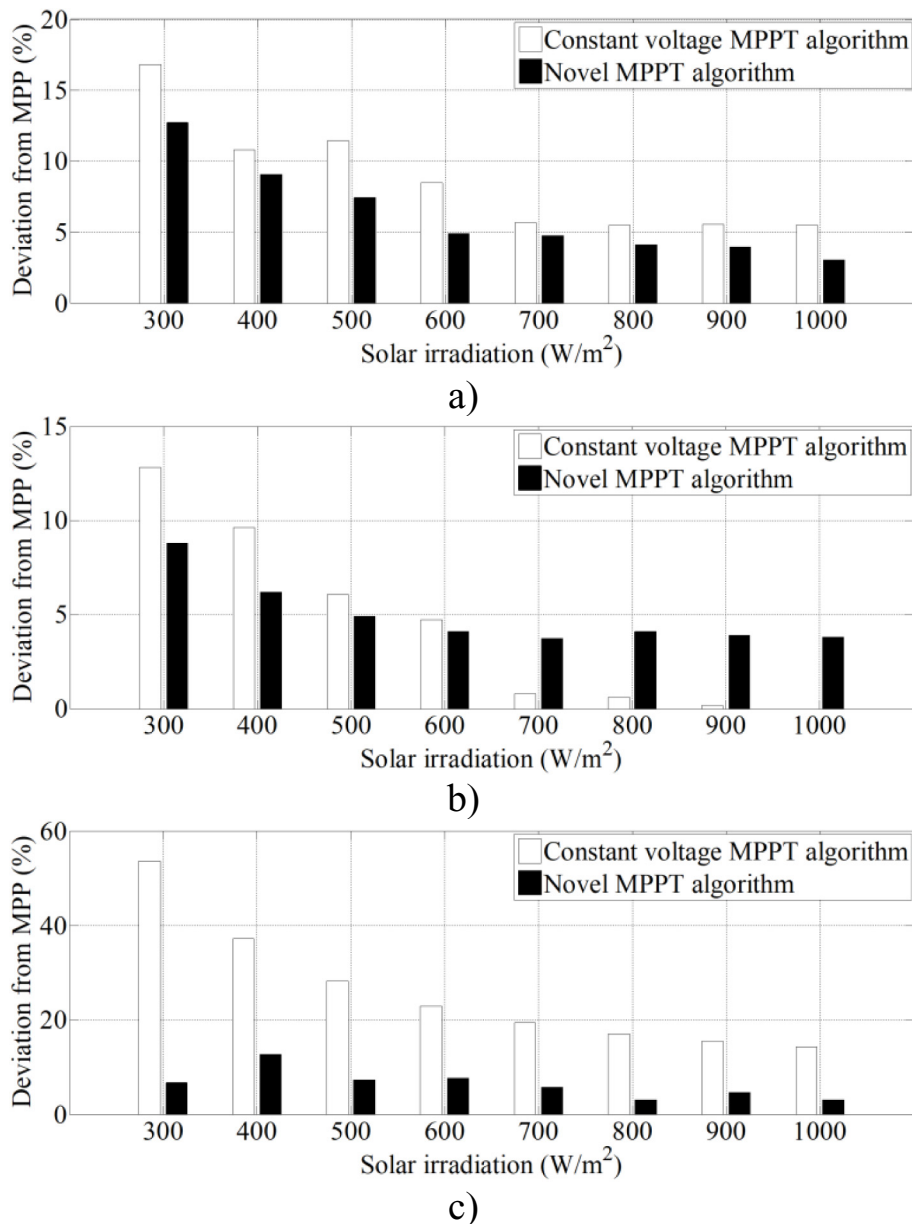 20
15
10
5
0
Deviation from MPP (%)
Constant voltage MPPT algorithm
Novel MPPT algorithm
300 400 500 600 700 800 900 1000
Solar irradiation (W/m²)
a)
15
10
5
0
Deviation from MPP (%)
Constant voltage MPPT algorithm
Novel MPPT algorithm
300 400 500 600 700 800 900 1000
Solar irradiation (W/m²)
b)
60
40
20
0
Deviation from MPP (%)
Constant voltage MPPT algorithm
Novel MPPT algorithm
300 400 500 600 700 800 900 1000
Solar irradiation (W/m²)
c)